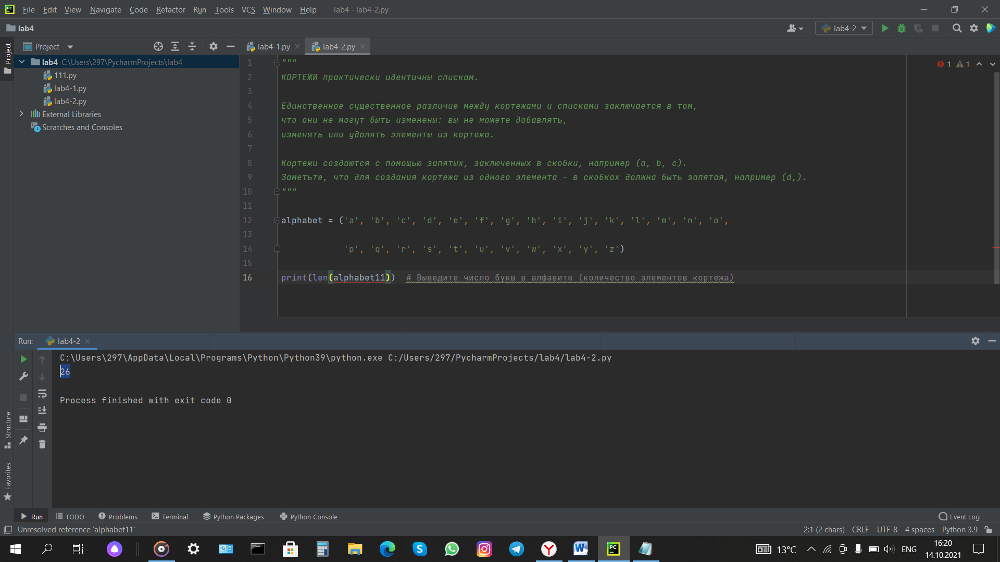 File Edit View Navigate Code Refactor Run Tools VCS Window Help lab4 - lab4-2.py
lab4
lab4-2
Project
Project
lab4-1.py
lab4-2.py
lab4 C:\Users\297\PycharmProjects\lab4
111.py
lab4-1.py
lab4-2.py
External Libraries
Scratches and Consoles
1 """
2 КОРТЕЖИ практически идентичны спискам.
3
4 Единственное существенное различие между кортежами и списками заключается в том,
5 что они не могут быть изменены: вы не можете добавлять,
6 изменять или удалять элементы из кортежа.
7
8 Кортежи создаются с помощью запятых, заключенных в скобки, например (a, b, c).
9 Заметьте, что для создания кортежа из одного элемента - в скобках должна быть запятая, например (d,).
10 """
11
12 alphabet = ('a', 'b', 'c', 'd', 'e', 'f', 'g', 'h', 'i', 'j', 'k', 'l', 'm', 'n', 'o',
13
14 'p', 'q', 'r', 's', 't', 'u', 'v', 'w', 'x', 'y', 'z')
15
16 print(len(alphabet11)) # Выведите число букв в алфавите (количество элементов кортежа)
1 1
Run: lab4-2
C:\Users\297\AppData\Local\Programs\Python\Python39\python.exe C:/Users/297/PycharmProjects/lab4/lab4-2.py
26
Process finished with exit code 0
Structure
Favorites
Run TODO Problems Terminal Python Packages Python Console Event Log
Unresolved reference 'alphabet11' 2:1 (2 chars) CRLF UTF-8 4 spaces Python 3.9
13°C ENG 16:20
14.10.2021